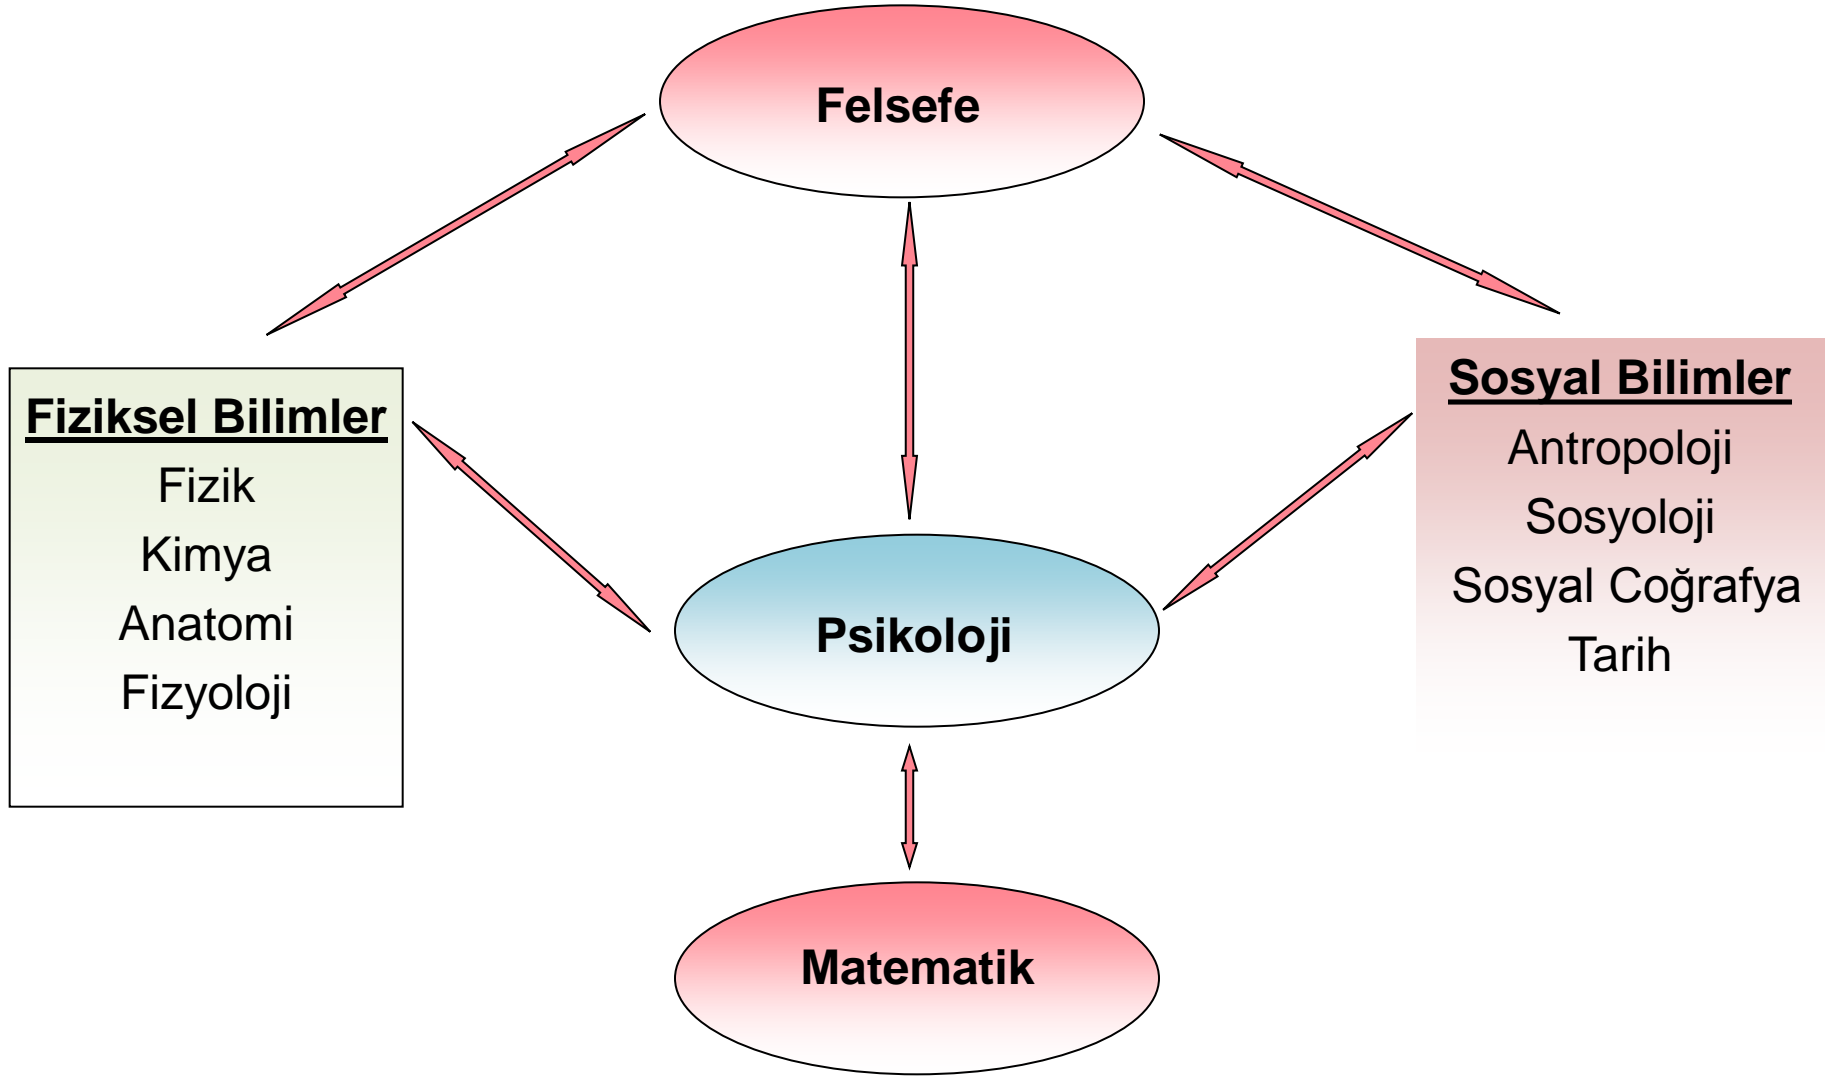 Felsefe
Fiziksel Bilimler
Fizik
Kimya
Anatomi
Fizyoloji
Sosyal Bilimler
Antropoloji
Sosyoloji
Sosyal Coğrafya
Tarih
Psikoloji
Matematik